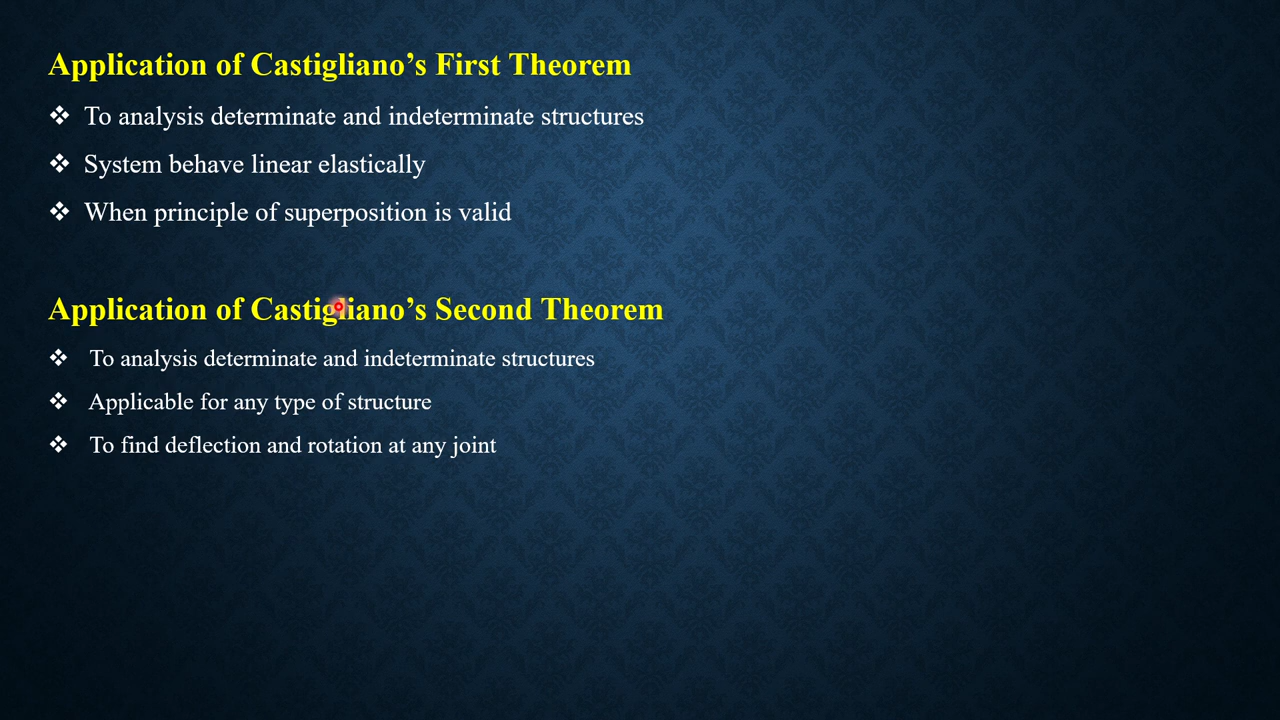 Application of Castigliano’s First Theorem
❖ To analysis determinate and indeterminate structures
❖ System behave linear elastically
❖ When principle of superposition is valid
Application of Castigliano’s Second Theorem
❖ To analysis determinate and indeterminate structures
❖ Applicable for any type of structure
❖ To find deflection and rotation at any joint